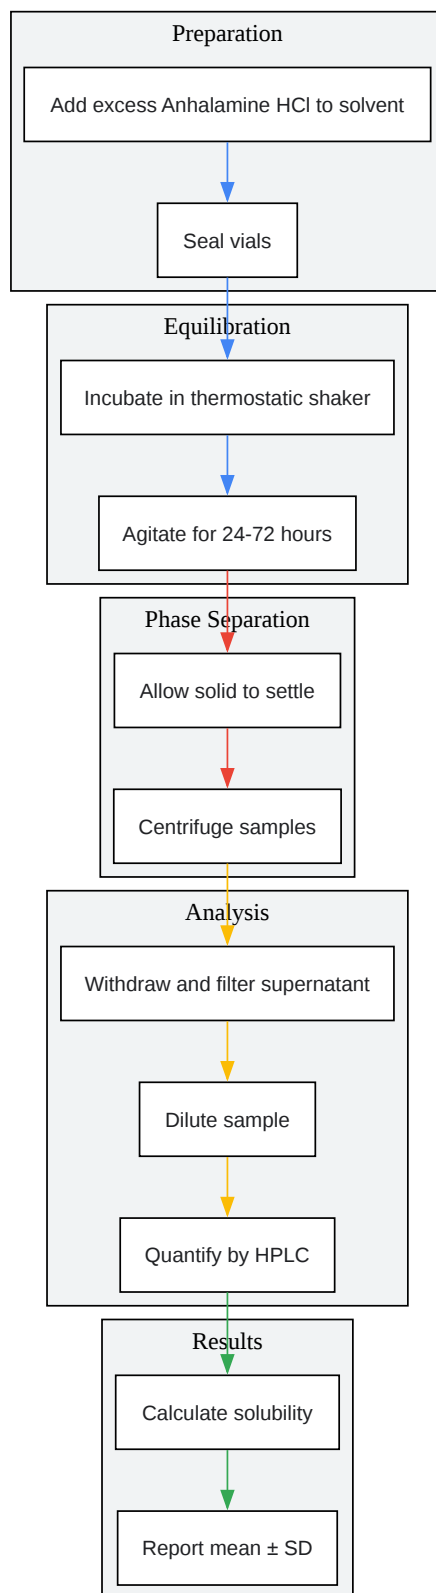 Preparation
Add excess Anhalamine HCl to solvent
Seal vials
Equilibration
Incubate in thermostatic shaker
Agitate for 24-72 hours
Phase Separation
Allow solid to settle
Centrifuge samples
Analysis
Withdraw and filter supernatant
Dilute sample
Quantify by HPLC
Results
Calculate solubility
Report mean ± SD